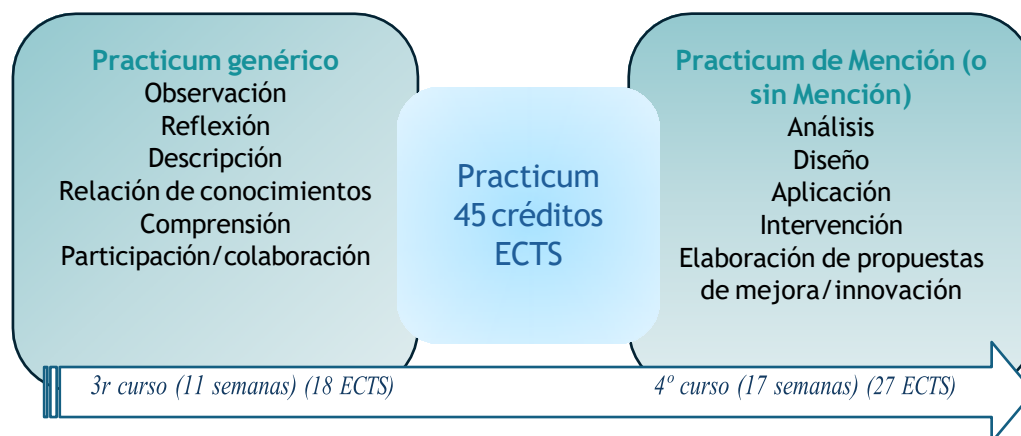 Practicum genérico
Observación
Reflexión
Descripción
Relación de conocimientos
Comprensión
Participación/colaboración
Practicum
45 créditos
ECTS
Practicum de Mención (o
sin Mención)
Análisis
Diseño
Aplicación
Intervención
Elaboración de propuestas
de mejora/innovación
3r curso (11 semanas) (18 ECTS)
4º curso (17 semanas) (27 ECTS)